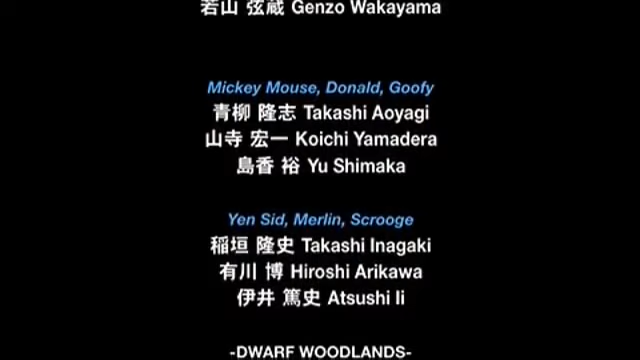 若山 弦蔵 Genzo Wakayama
Mickey Mouse, Donald, Goofy
青柳 隆志 Takashi Aoyagi
山寺 宏一 Koichi Yamadera
島香 裕 Yu Shimaka
Yen Sid, Merlin, Scrooge
稲垣 隆史 Takashi Inagaki
有川 博 Hiroshi Arikawa
伊井 篤史 Atsushi Ii
-DWARF WOODLANDS-